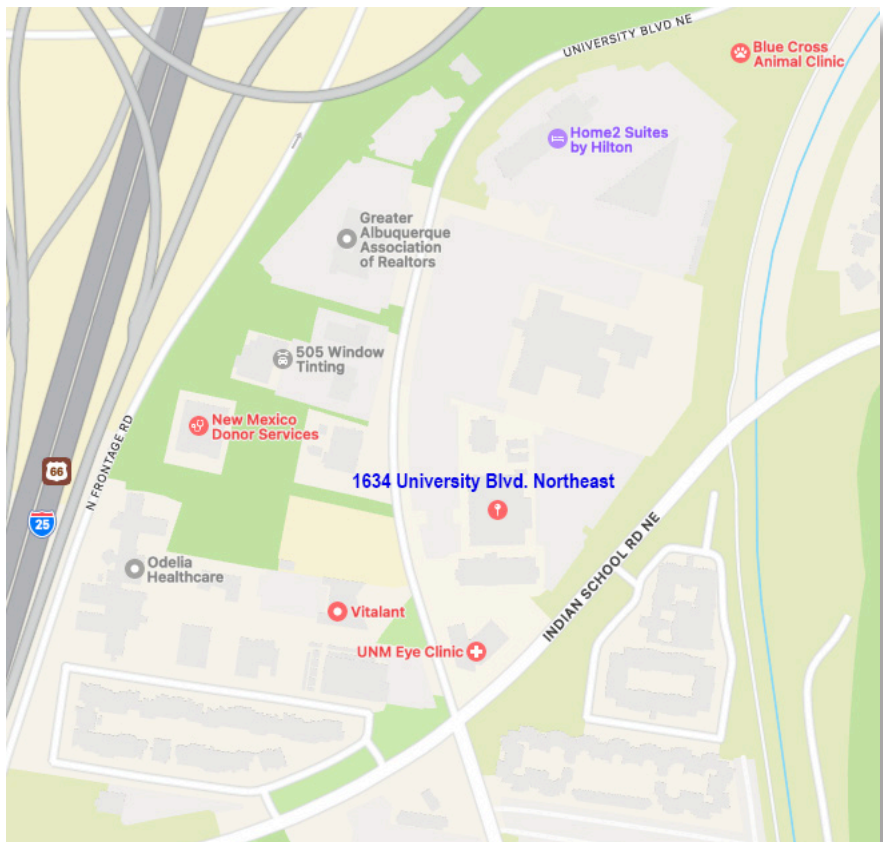 UNIVERSITY BLVD NE
Blue Cross
Animal Clinic
Home2 Suites
by Hilton
Greater
Albuquerque
Association
of Realtors
505 Window
Tinting
New Mexico
Donor Services
N FRONTAGE RD
66
25
1634 University Blvd. Northeast
Odelia
Healthcare
Vitalant
UNM Eye Clinic
INDIAN SCHOOL RD NE